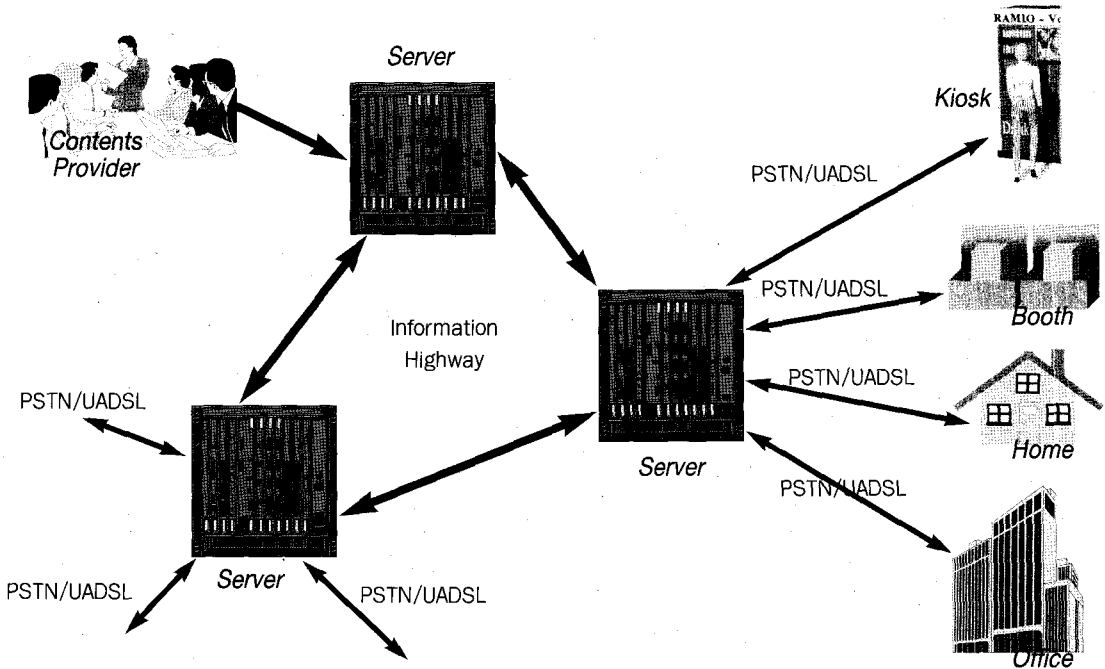 RAMIO - V
Server
Kiosk
Contents
Provider
PSTN/UADSL
PSTN/UADSL
Booth
Information
Highway
PSTN/UADSL
PSTN/UADSL
Home
Server
PSTN/UADSL
Server
PSTN/UADSL
PSTN/UADSL
Office